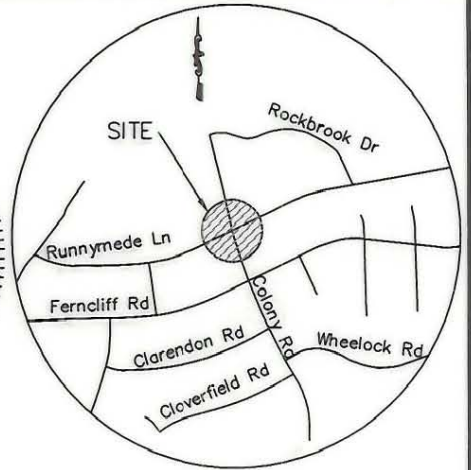 Rockbrook Dr
SITE
Runnymede Ln
Ferncliff Rd
Colony Rd
Clarendon Rd
Wheelock Rd
Cloverfield Rd